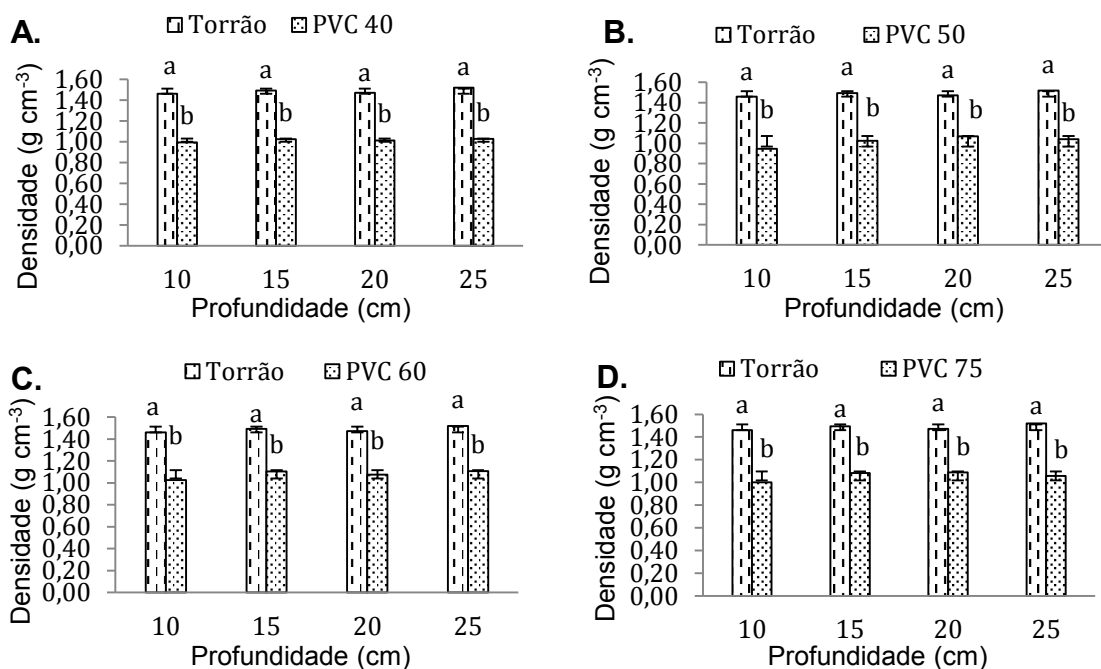 A.
Torrão PVC 40
Densidade (g cm-3)
1,60
1,40
1,20
1,00
0,80
0,60
0,40
0,20
0,00
a a a a
b b b b
10 15 20 25
Profundidade (cm)
B.
Torrão PVC 50
Densidade (g cm-3)
1,60
1,40
1,20
1,00
0,80
0,60
0,40
0,20
0,00
a a a a
b b b b
10 15 20 25
Profundidade (cm)
C.
Torrão PVC 60
Densidade (g cm-3)
1,60
1,40
1,20
1,00
0,80
0,60
0,40
0,20
0,00
a a a a
b b b b
10 15 20 25
Profundidade (cm)
D.
Torrão PVC 75
Densidade (g cm-3)
1,60
1,40
1,20
1,00
0,80
0,60
0,40
0,20
0,00
a a a a
b b b b
10 15 20 25
Profundidade (cm)